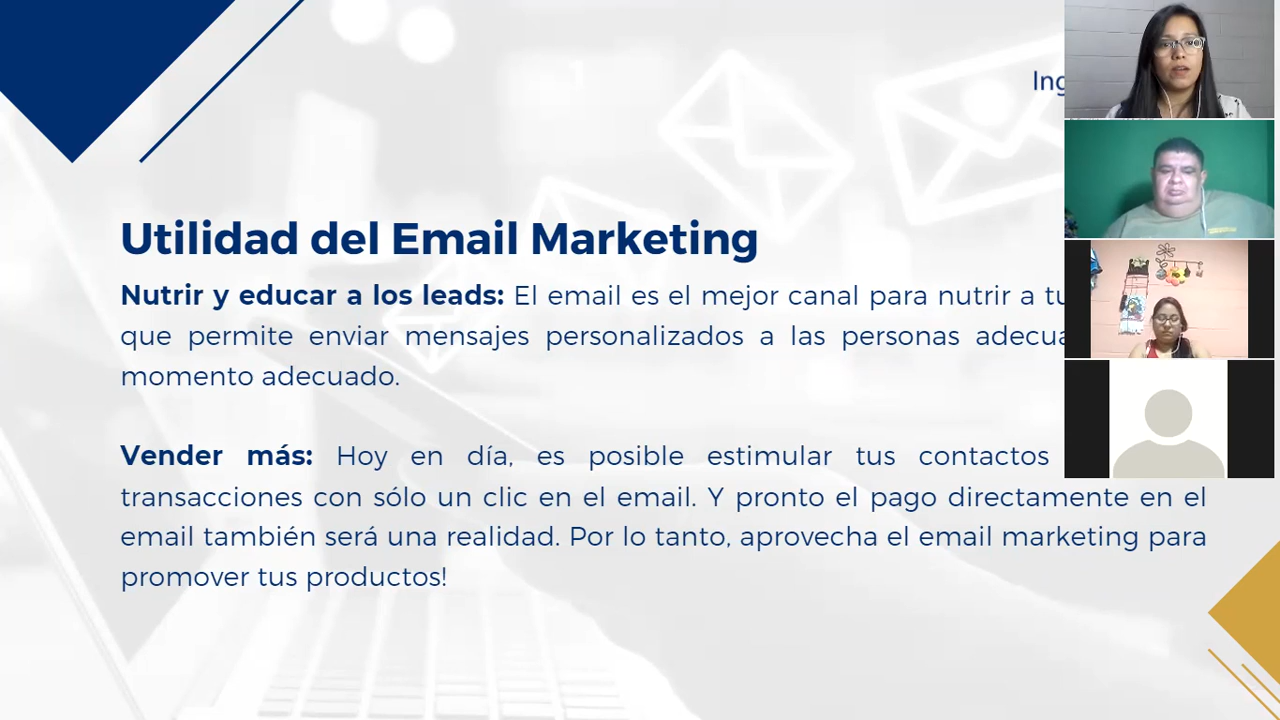 Utilidad del Email Marketing
Nutrir y educar a los leads: El email es el mejor canal para nutrir a
que permite enviar mensajes personalizados a las personas
momento adecuado.
Vender más: Hoy en día, es posible estimular tus contactos
transacciones con sólo un clic en el email. Y pronto el pago directamente en el
email también será una realidad. Por lo tanto, aprovecha el email marketing para
promover tus productos!